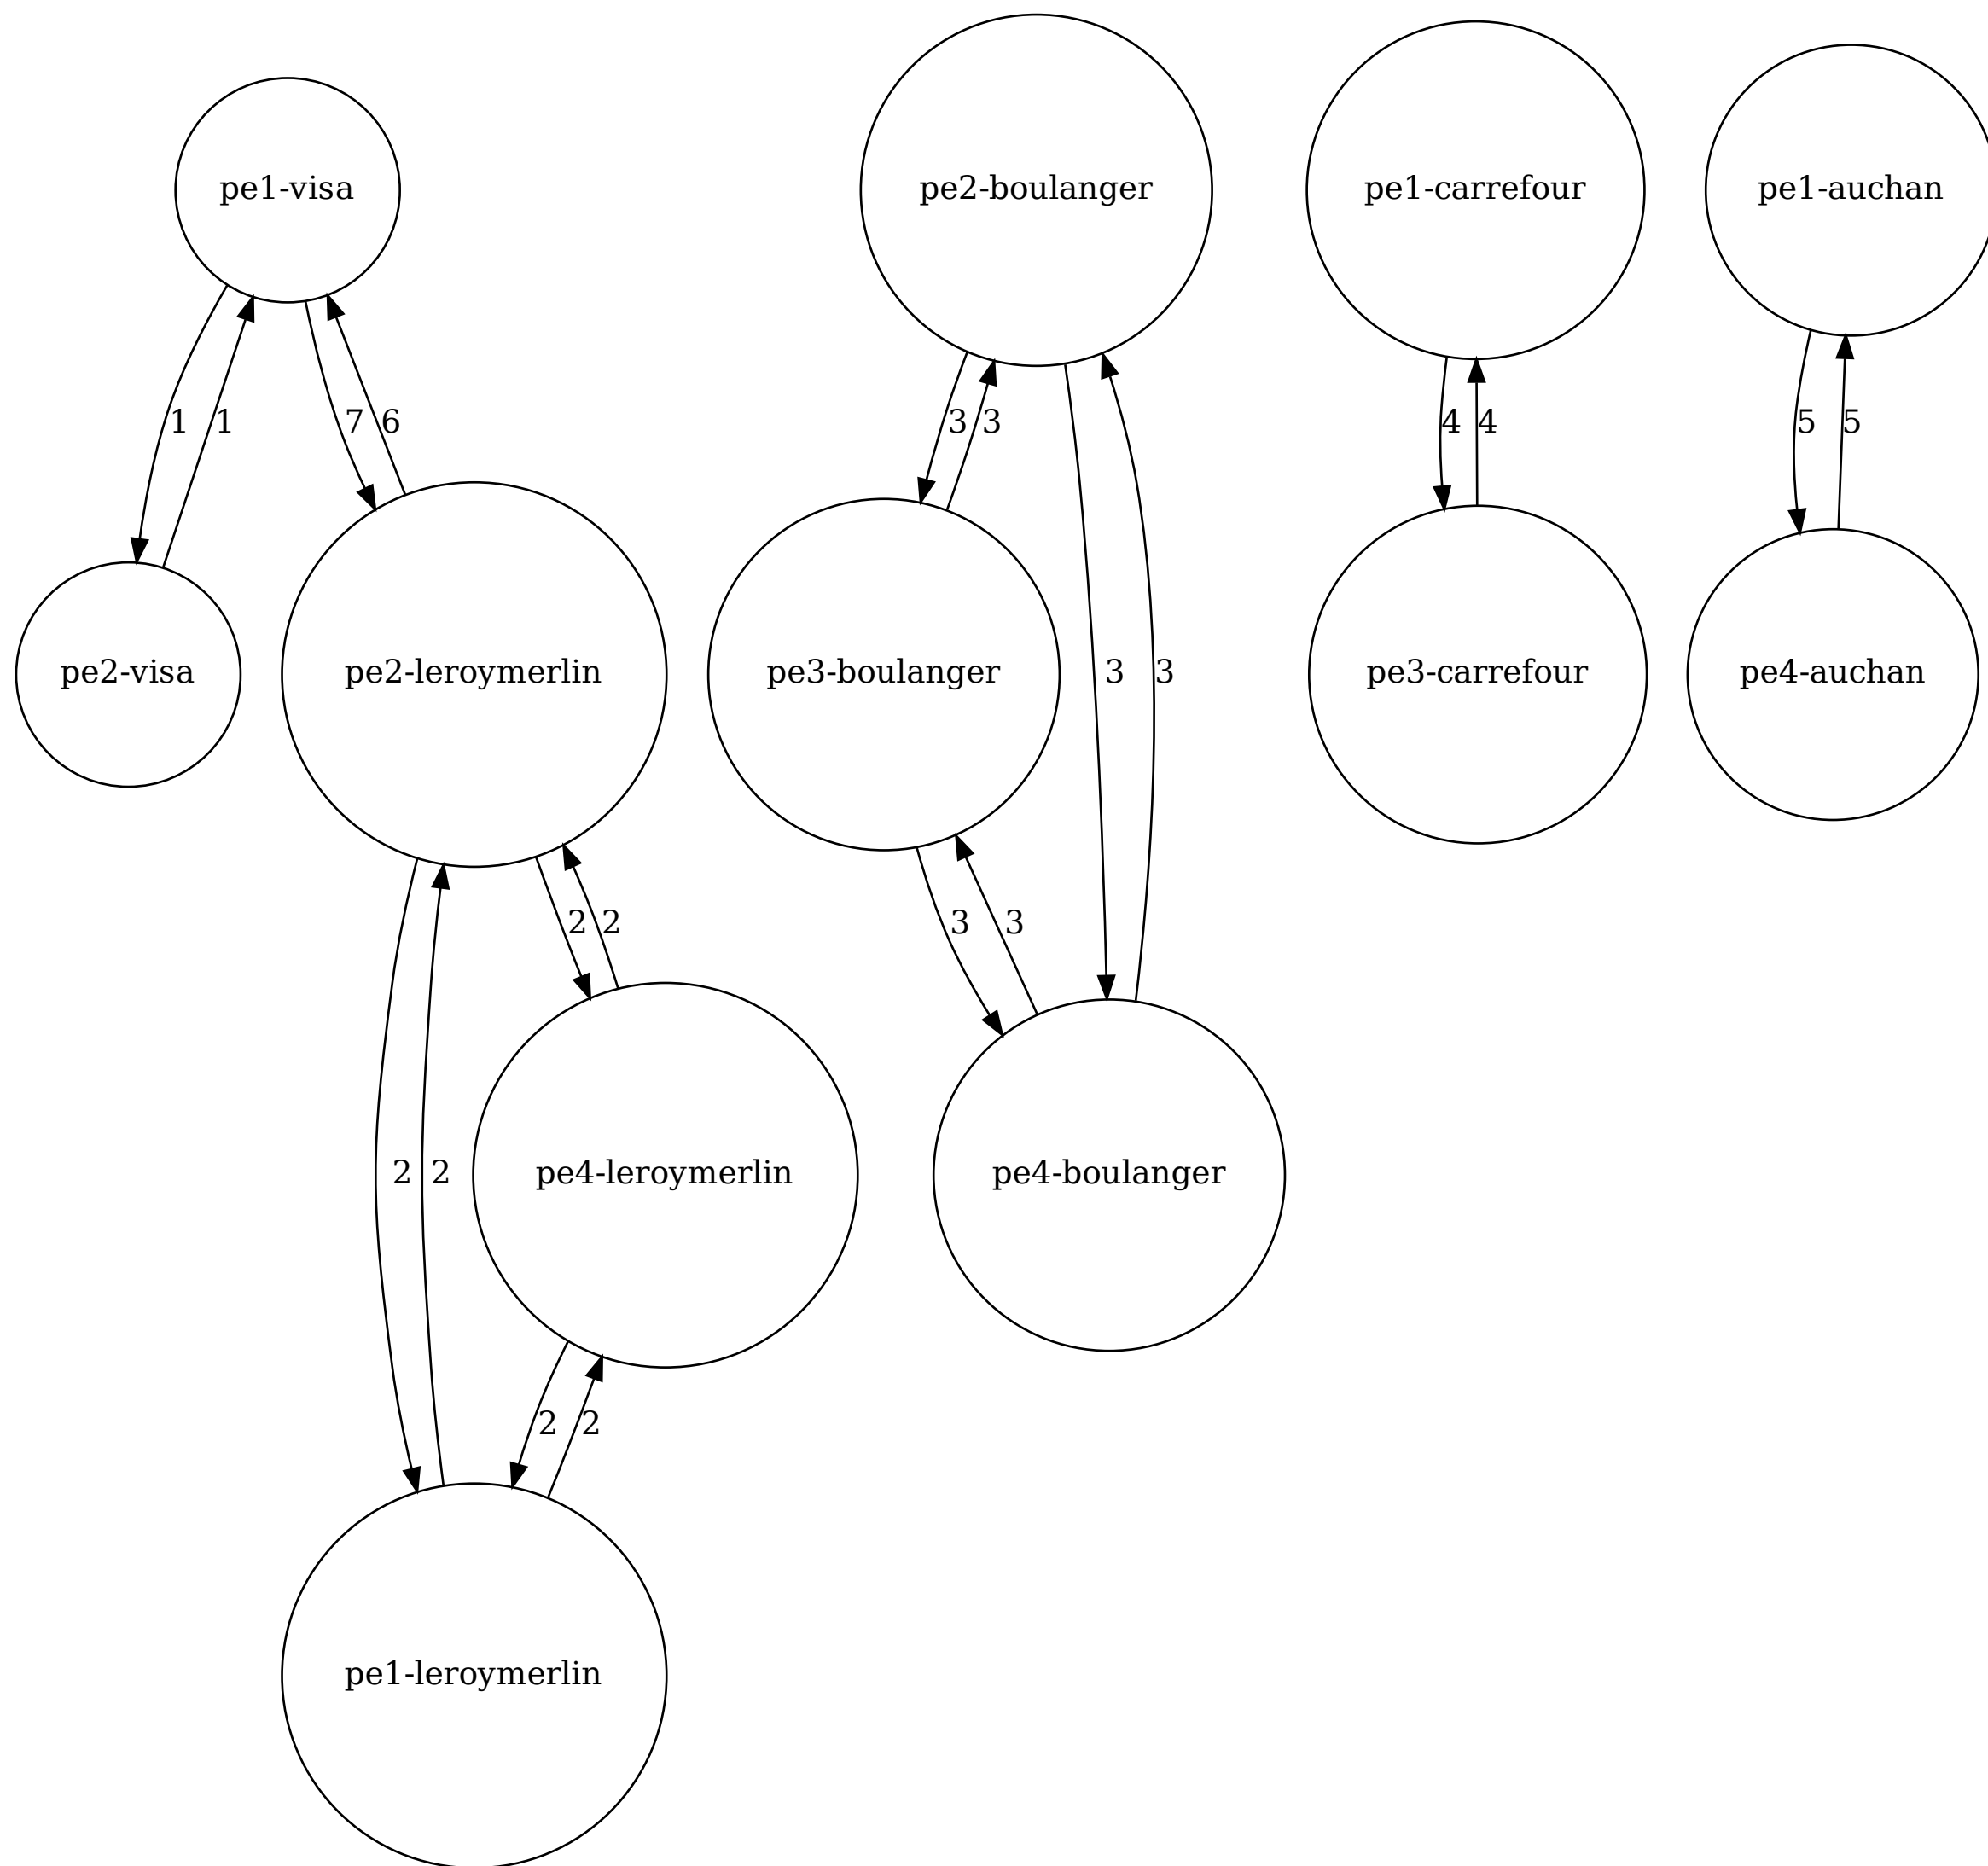 pe1-visa
pe2-boulanger
pe1-carrefour
pe1-auchan
1
1
7
6
3
3
4
4
5
5
pe2-visa
pe2-leroymerlin
pe3-boulanger
3
3
pe3-carrefour
pe4-auchan
2
2
3
3
2
2
pe4-leroymerlin
pe4-boulanger
2
2
pe1-leroymerlin